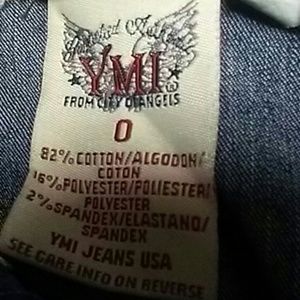 YMI
FROM CITY OF ANGELS
0
82% COTTON/ALGODON/
COTON
16% POLYESTER/POLIESTER/
POLYESTER
2% SPANDEX/ELASTANO/
SPANDEX
YMI JEANS USA
SEE CARE INFO ON REVERSE